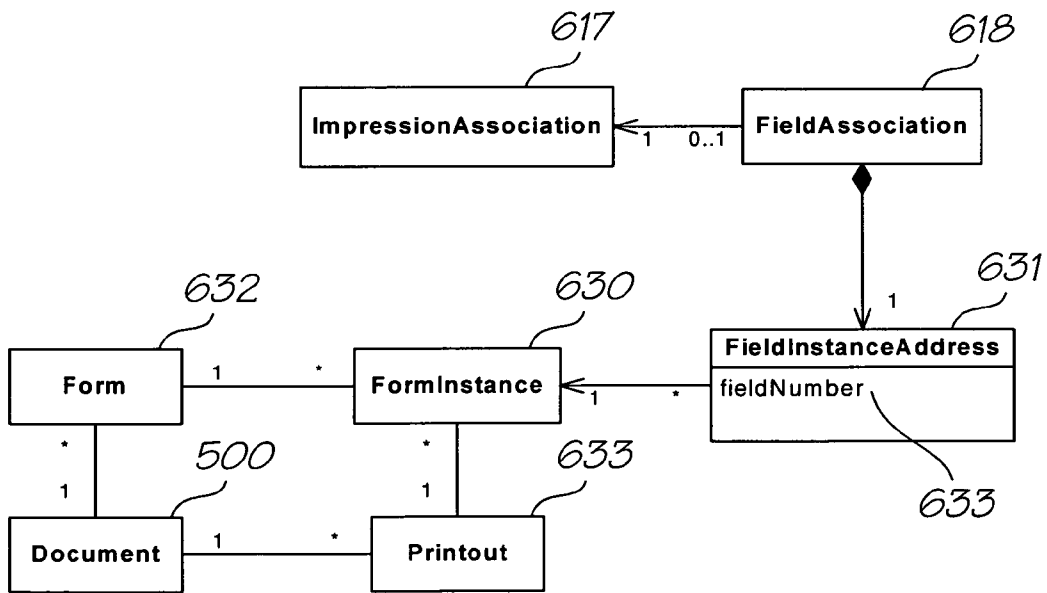 617
618
ImpressionAssociation
1
0..1
FieldAssociation
631
632
630
1
FieldInstanceAddress
Form
1
*
FormInstance
1
*
fieldNumber
*
500
*
633
1
1
633
Document
1
*
Printout